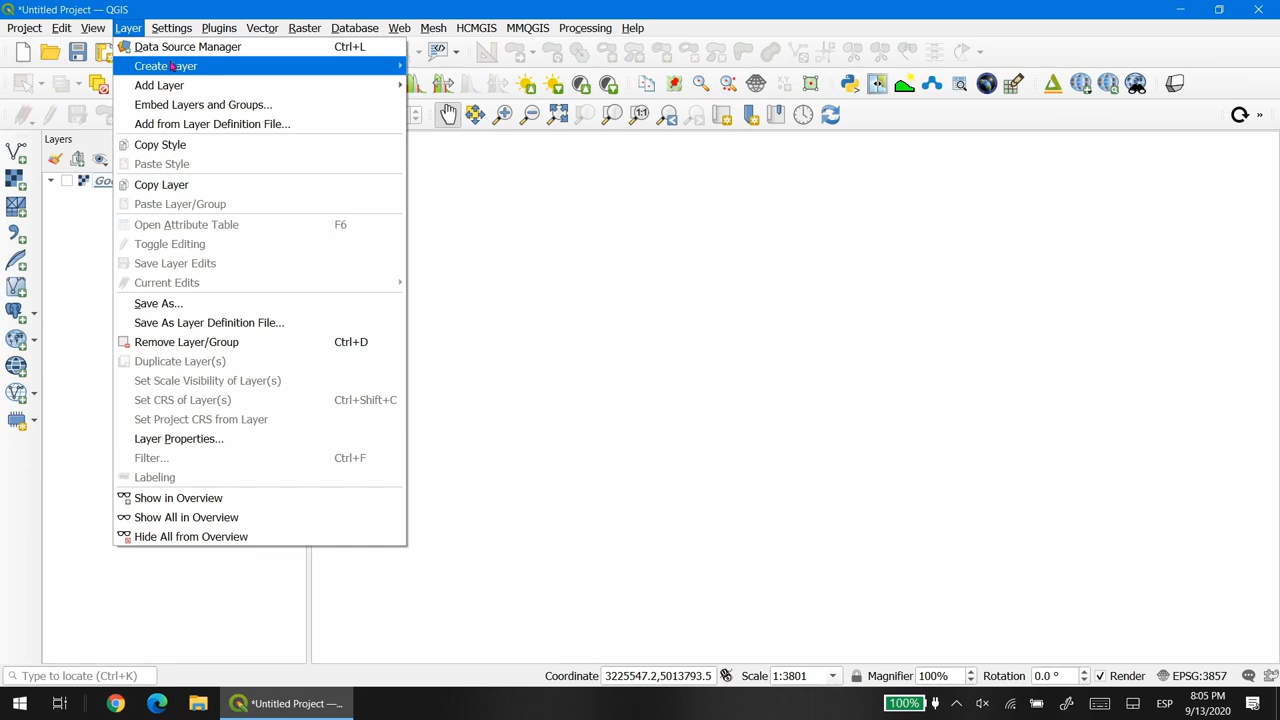 *Untitled Project — QGIS
Project Edit View Layer Settings Plugins Vector Raster Database Web Mesh HCMGIS MMQGIS Processing Help
Data Source Manager Ctrl+L
Create Layer
Add Layer
Embed Layers and Groups...
Add from Layer Definition File...
Copy Style
Paste Style
Copy Layer
Paste Layer/Group
Open Attribute Table F6
Toggle Editing
Save Layer Edits
Current Edits
Save As...
Save As Layer Definition File...
Remove Layer/Group Ctrl+D
Duplicate Layer(s)
Set Scale Visibility of Layer(s)
Set CRS of Layer(s) Ctrl+Shift+C
Set Project CRS from Layer
Layer Properties...
Filter... Ctrl+F
Labeling
Show in Overview
Show All in Overview
Hide All from Overview
Layers
»
Type to locate (Ctrl+K) Coordinate 3225547.2,5013793.5 Scale 1:3801 Magnifier 100% Rotation 0.0 ° Render EPSG:3857
*Untitled Project —...
100% ESP
8:05 PM
9/13/2020